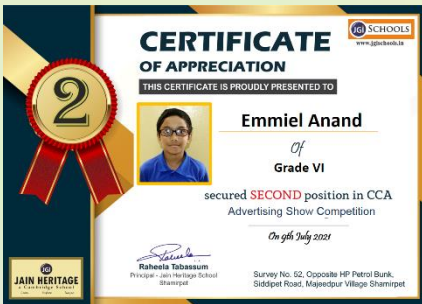 CERTIFICATE
OF APPRECIATION
THIS CERTIFICATE IS PROUDLY PRESENTED TO
JGI SCHOOLS
www.jgischools.in
2
Emmiel Anand
Of
Grade VI
secured SECOND position in CCA
Advertising Show Competition
On 9th July 2021
Raheela Tabassum
Principal - Jain Heritage School
Shamirpet
Survey No. 52, Opposite HP Petrol Bunk,
Siddipet Road, Majeedpur Village Shamirpet
JGI
JAIN HERITAGE
a Cambridge School